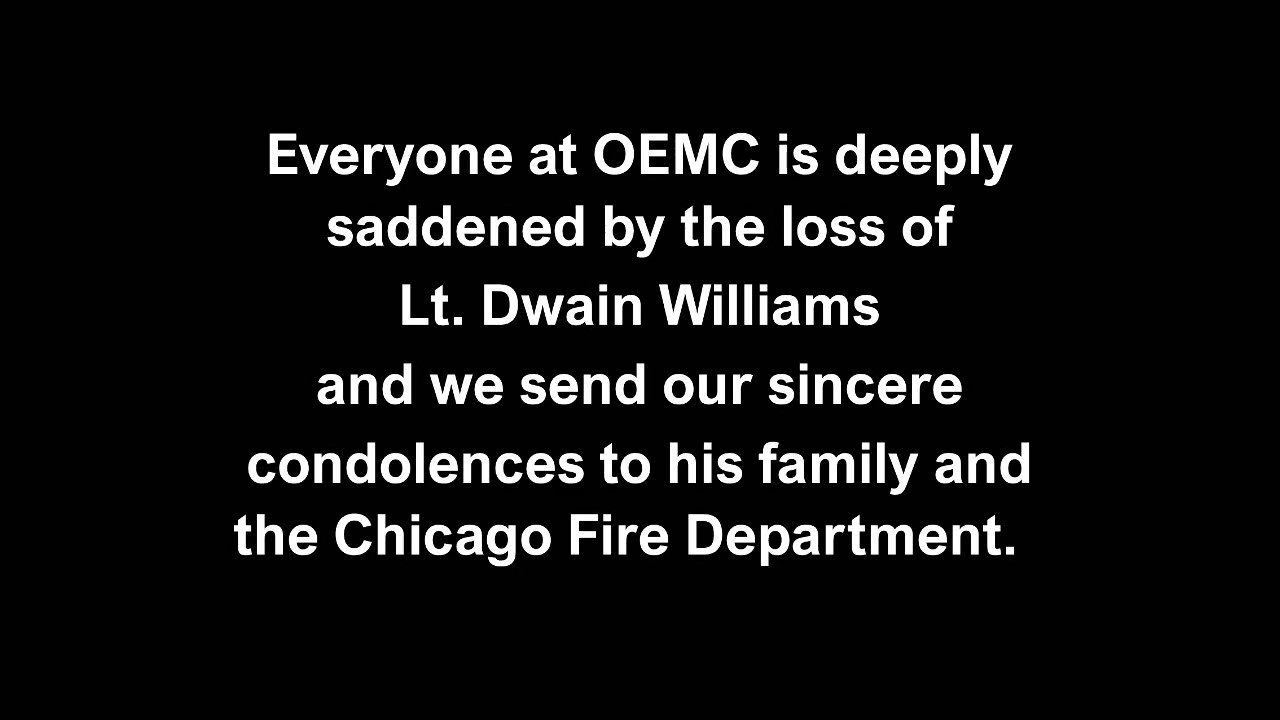 Everyone at OEMC is deeply
saddened by the loss of
Lt. Dwain Williams
and we send our sincere
condolences to his family and
the Chicago Fire Department.